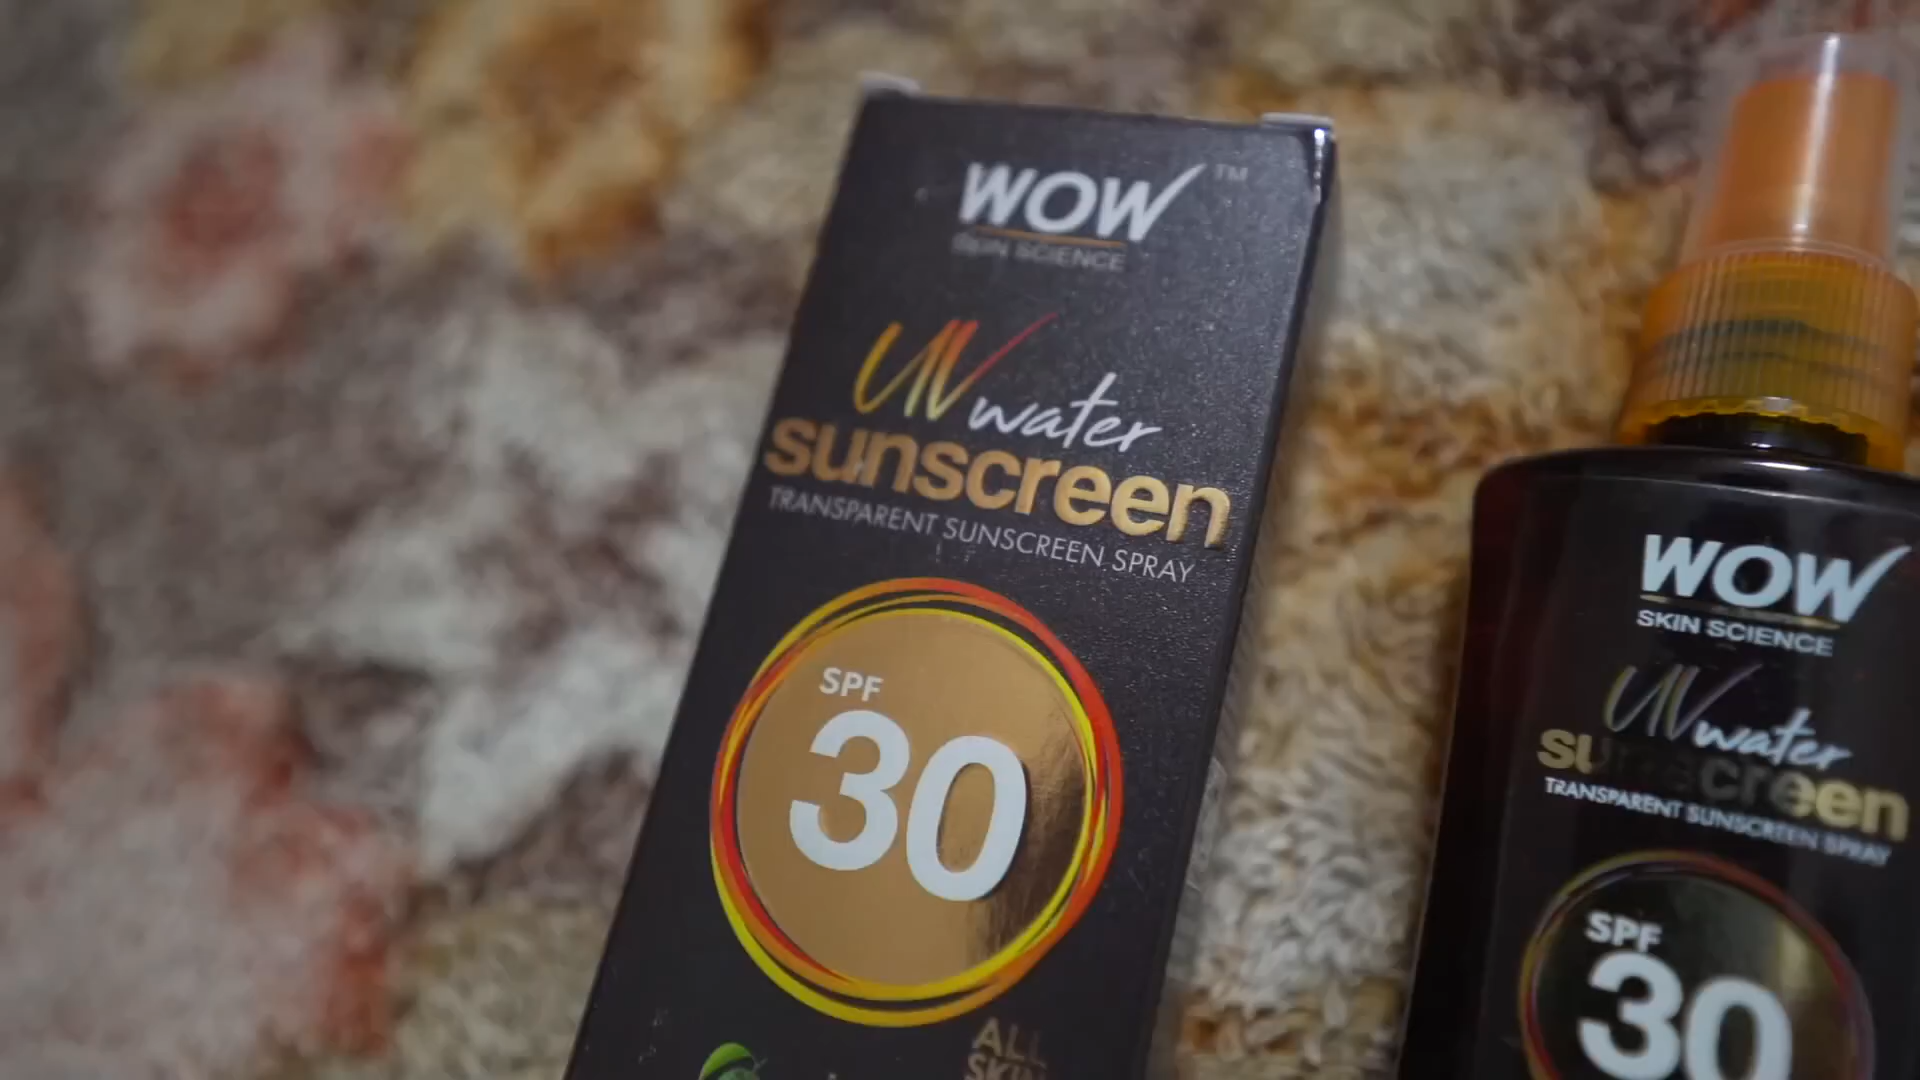 WOW™
SKIN SCIENCE
UV water
sunscreen
TRANSPARENT SUNSCREEN SPRAY
SPF
30
ALL
SKIN
WOW
SKIN SCIENCE
UV water
sunscreen
TRANSPARENT SUNSCREEN SPRAY
SPF
30